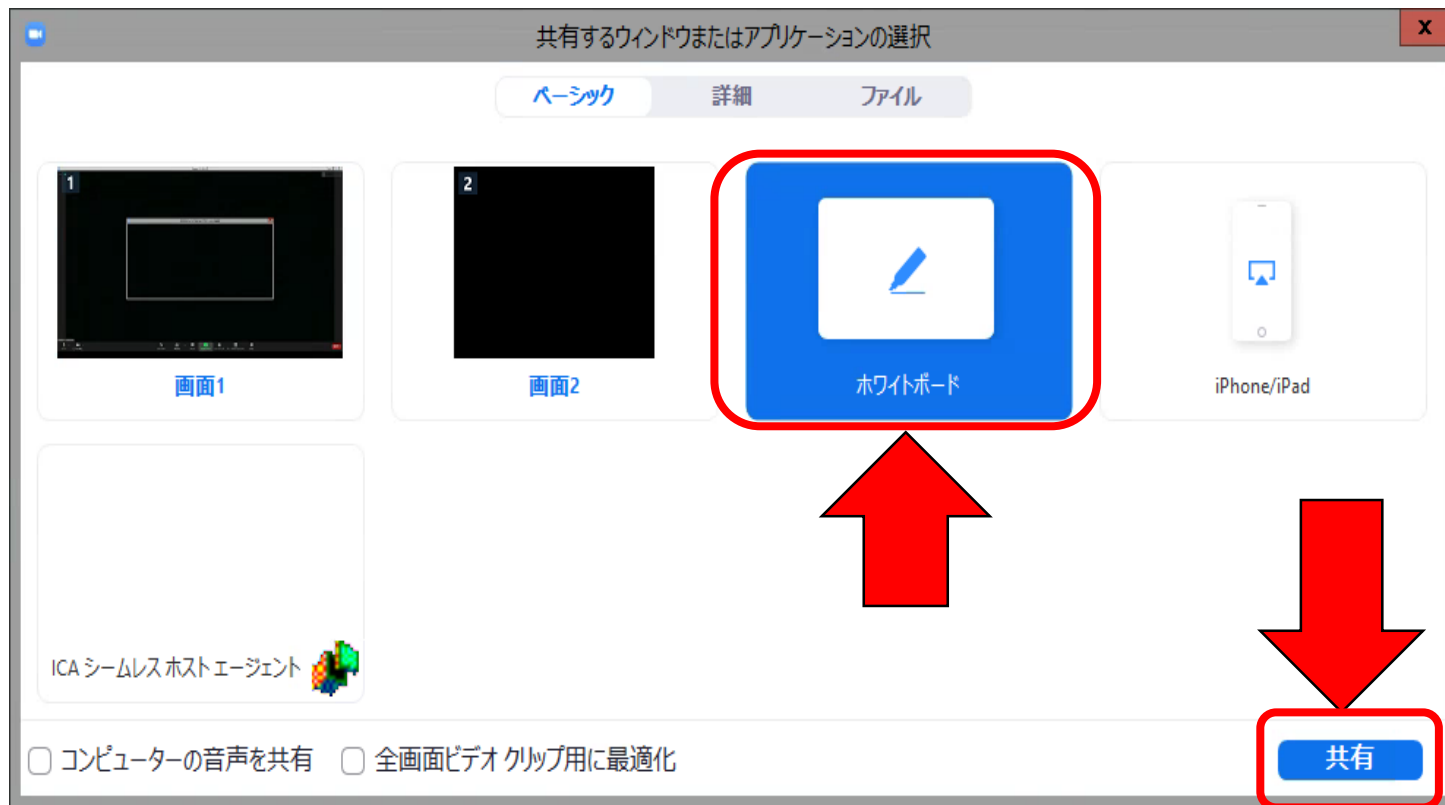 共有するウィンドウまたはアプリケーションの選択
x
ベーシック 詳細 ファイル
1
2
画面1
画面2
ホワイトボード
iPhone/iPad
ICA シームレス ホスト エージェント
コンピューターの音声を共有 全画面ビデオ クリップ用に最適化
共有